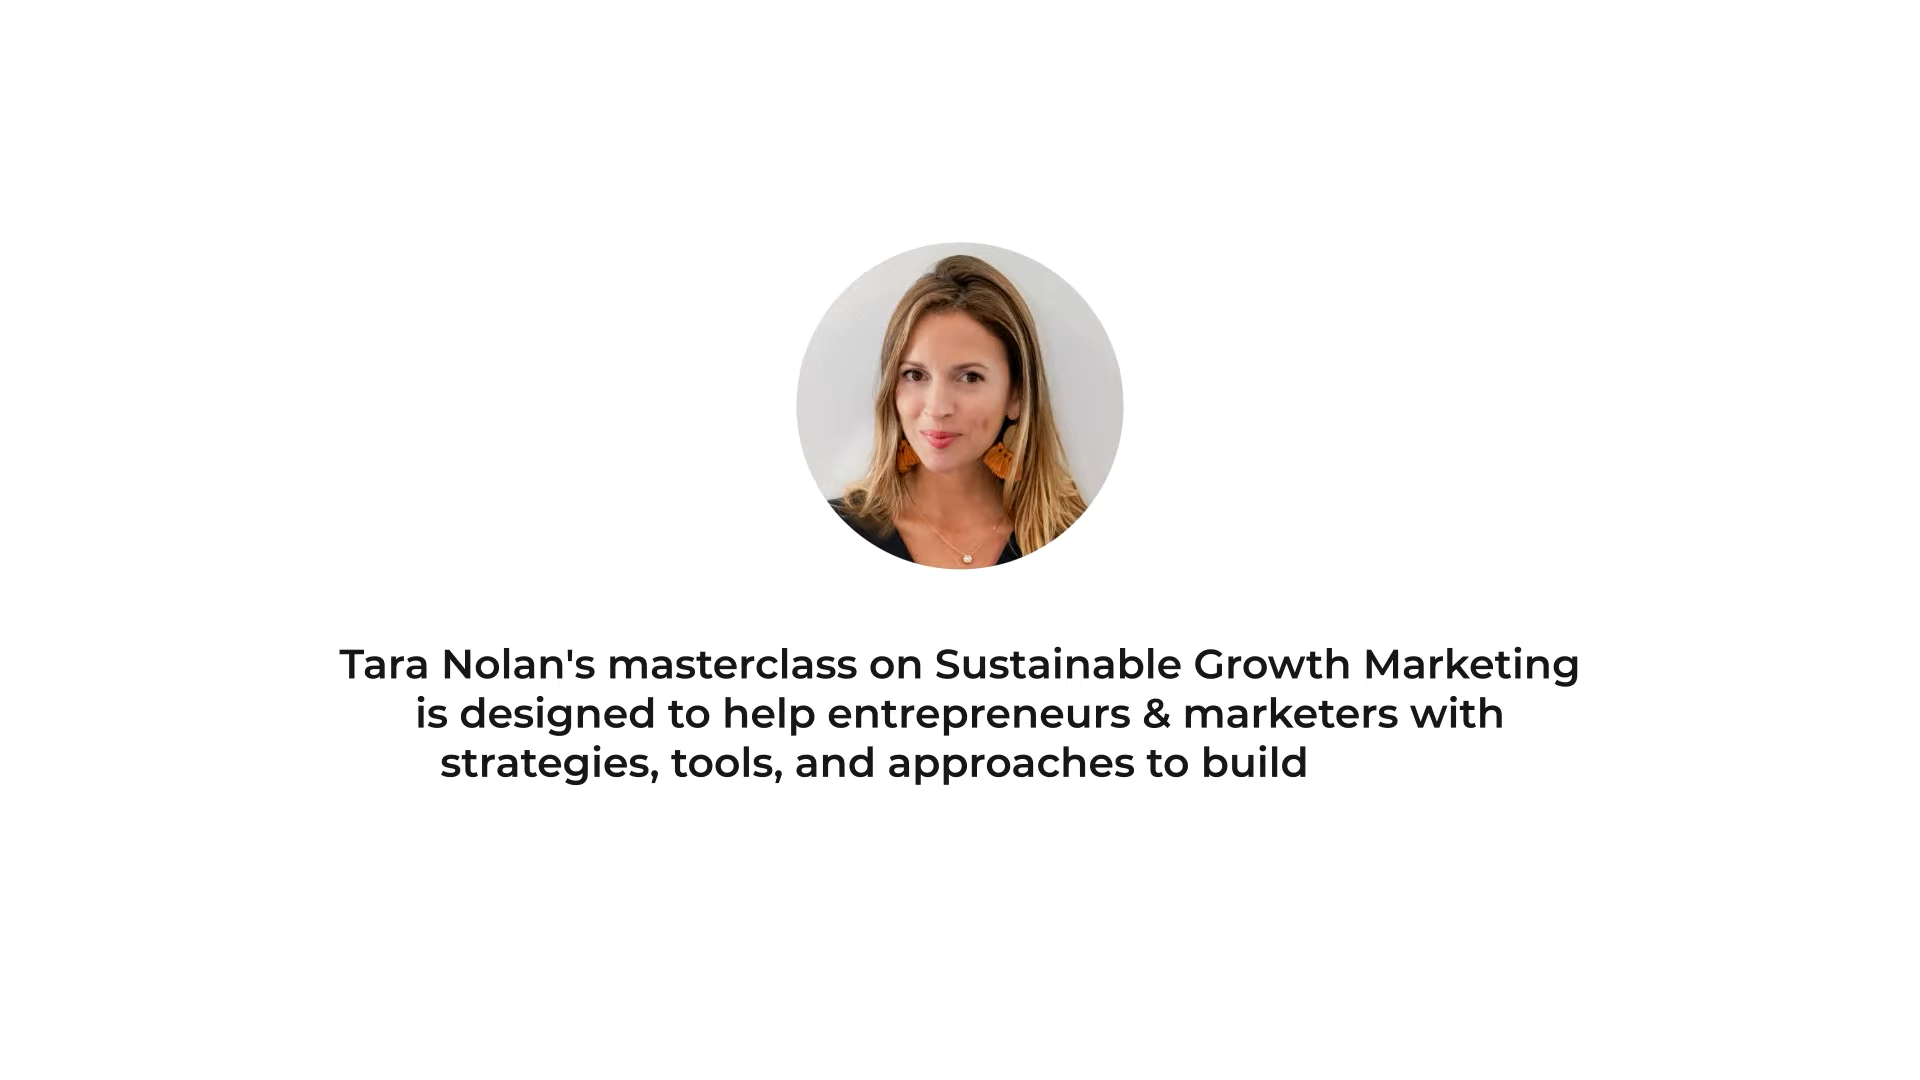 Tara Nolan's masterclass on Sustainable Growth Marketing
is designed to help entrepreneurs & marketers with
strategies, tools, and approaches to build